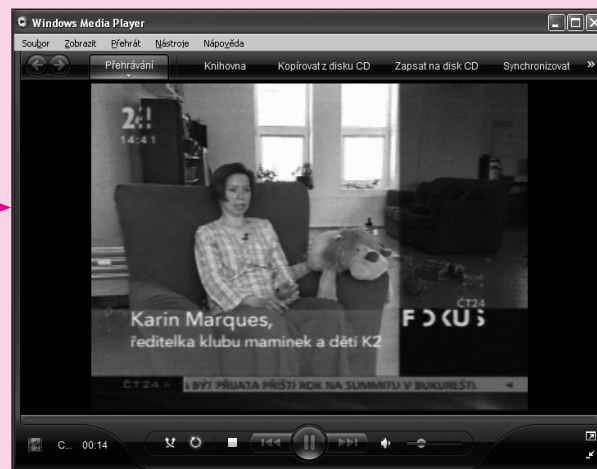 Windows Media Player
Soubor Zobrazit Přehrát Nástroje Nápověda
Přehrávání Knihovna Kopírovat z disku CD Zapsat na disk CD Synchronizovat »
24!
14:41
Karin Marques,
ředitelka klubu maminek a dětí K2
ČT24
FOKUS
ČT24 BÝT PŘIJATA PŘÍŠTÍ ROK NA SUMMITU V BUKUREŠTI.
C... 00:14